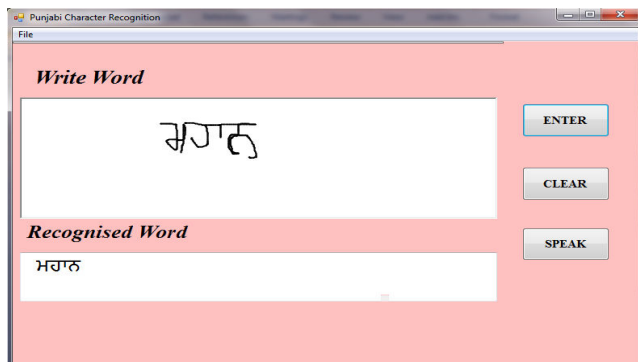 Punjabi Character Recognition
File
Write Word
ਮਹਾਨ
ENTER
CLEAR
Recognised Word
SPEAK
ਮਹਾਨ